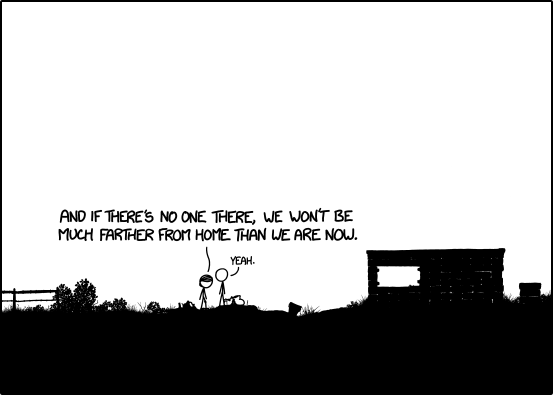 AND IF THERE'S NO ONE THERE, WE WON'T BE
MUCH FARTHER FROM HOME THAN WE ARE NOW.
YEAH.